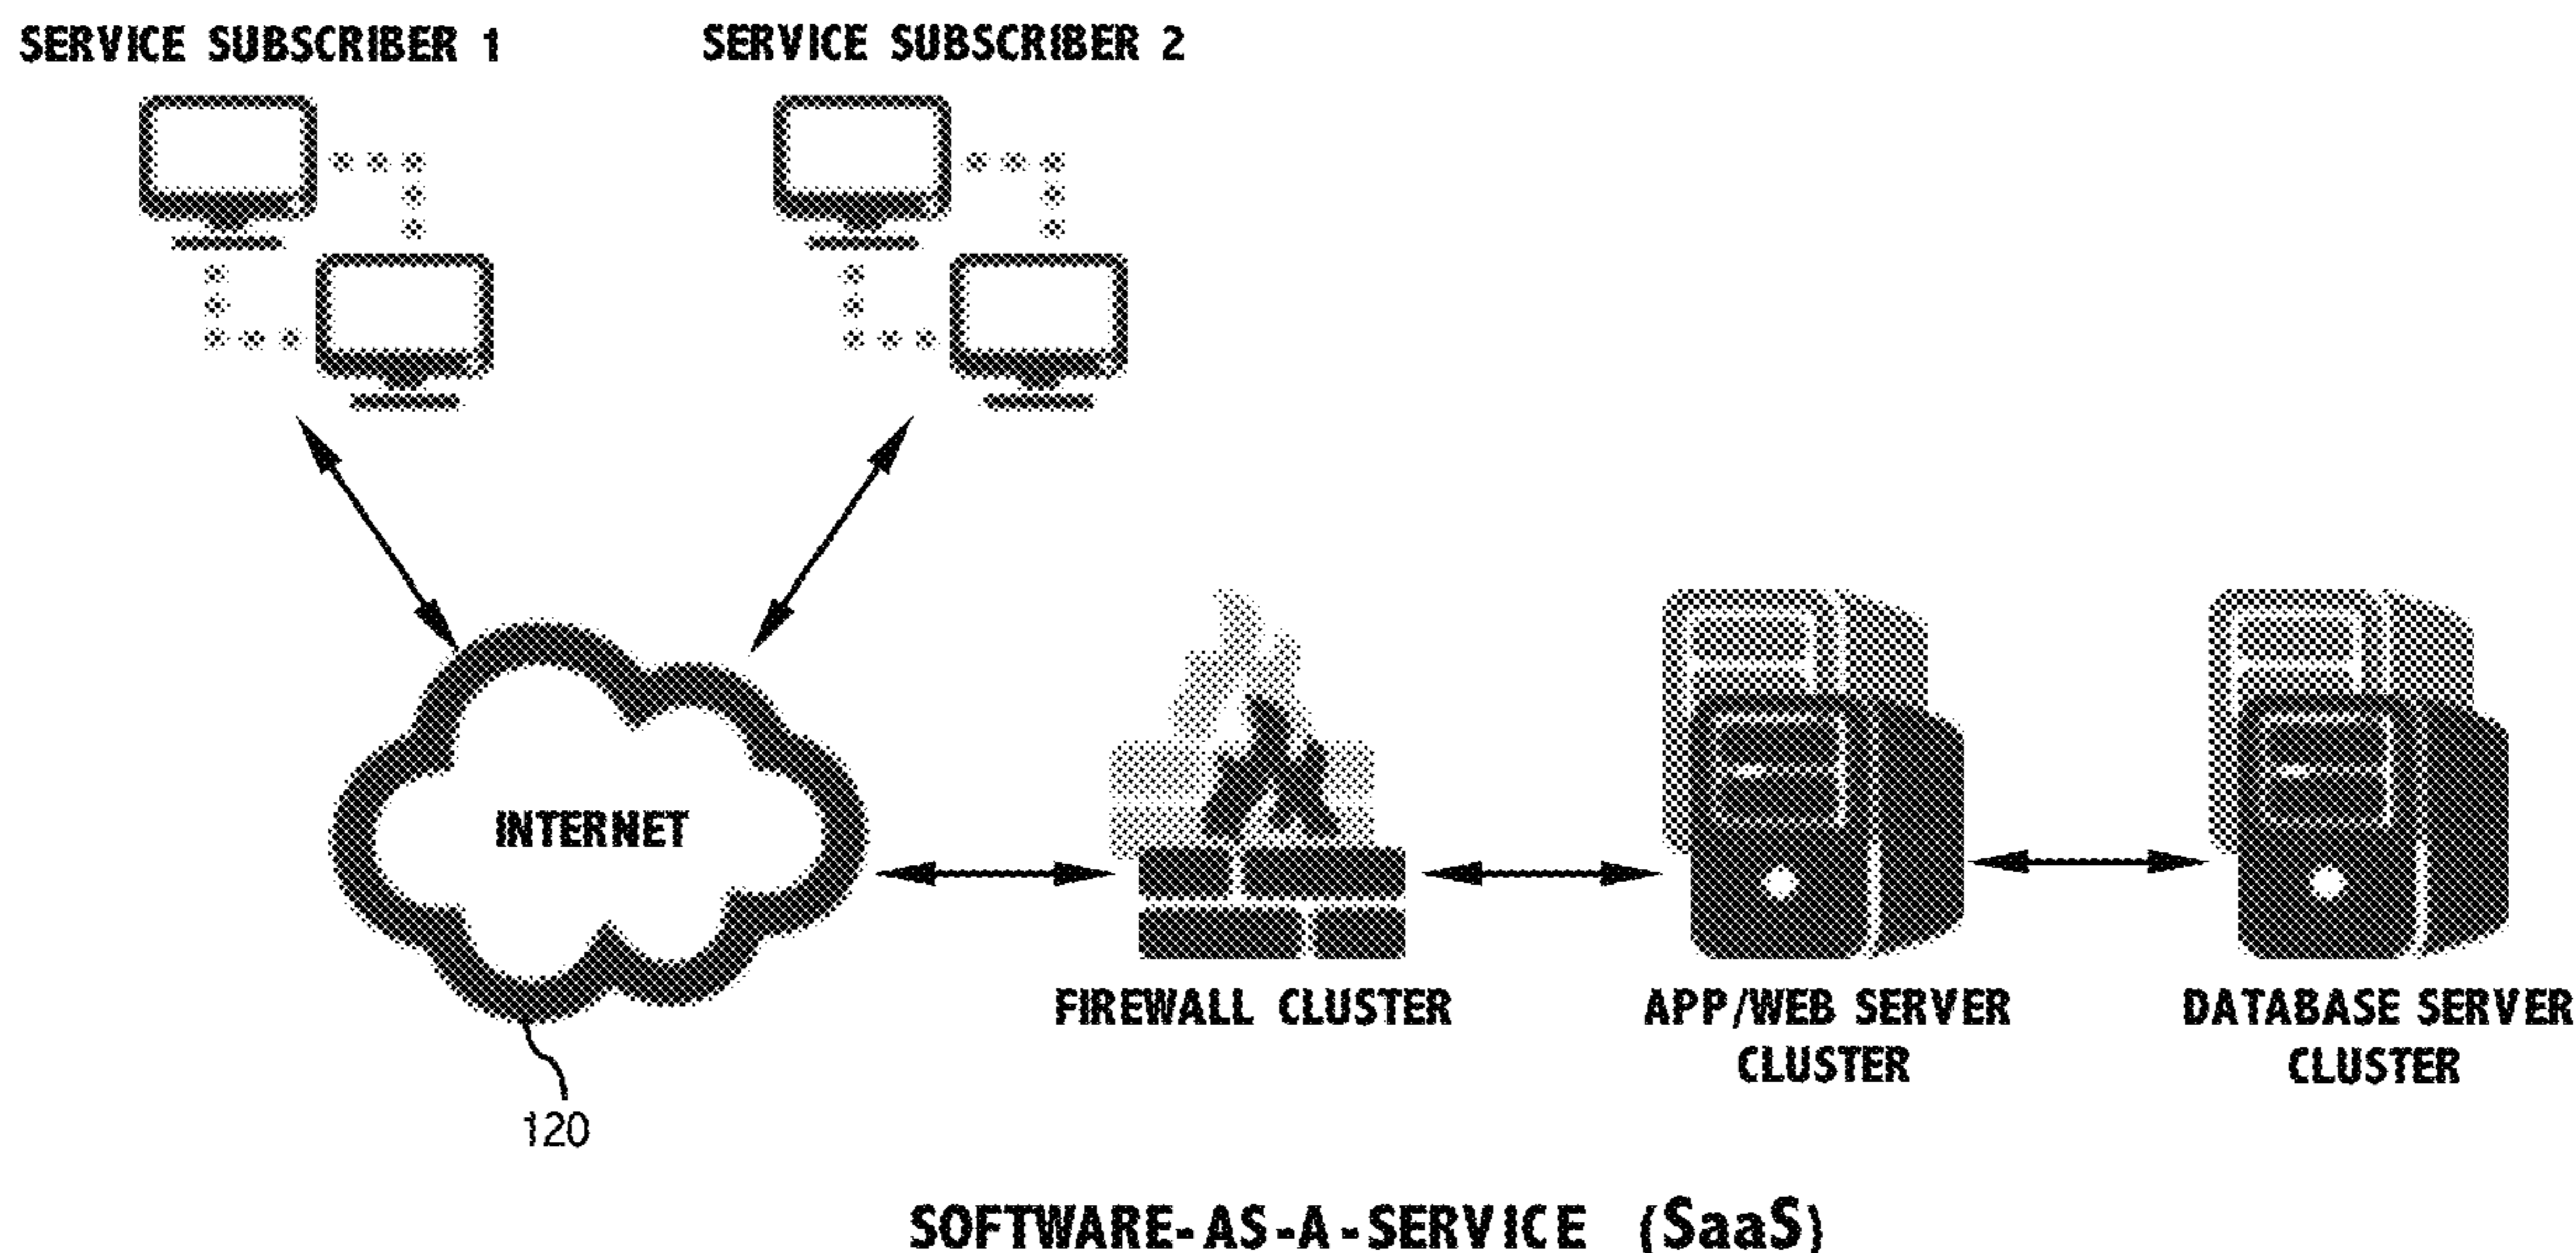 SERVICE SUBSCRIBER 1
SERVICE SUBSCRIBER 2
INTERNET
FIREWALL CLUSTER
APP/WEB SERVER
CLUSTER
DATABASE SERVER
CLUSTER
120
SOFTWARE-AS-A-SERVICE (SaaS)